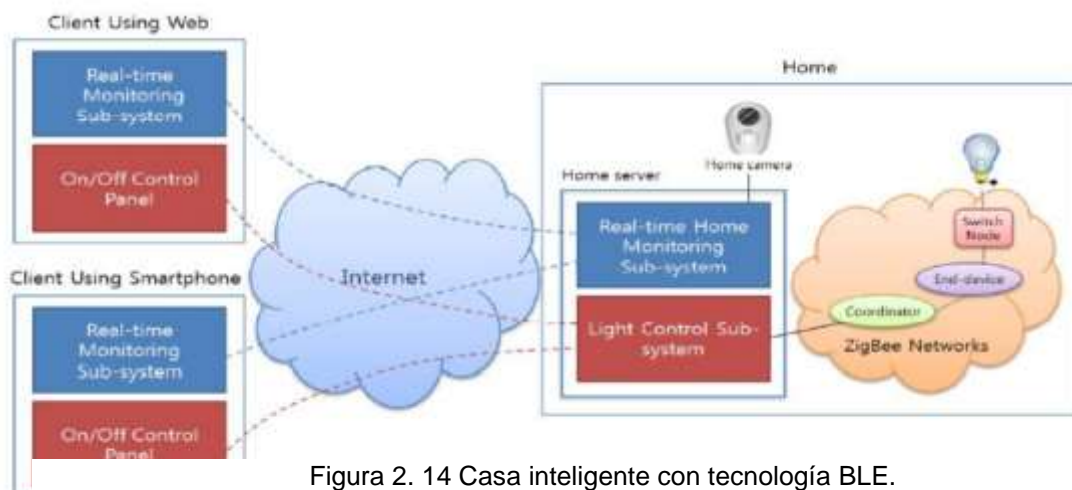 Client Using Web
Real-time
Monitoring
Sub-system
On/Off Control
Panel
Client Using Smartphone
Real-time
Monitoring
Sub-system
On/Off Control
Panel
Internet
Home
Home camera
Home server
Real-time Home
Monitoring
Sub-system
Light Control Sub-
system
Switch
Node
End-device
Coordinator
ZigBee Networks
Figura 2. 14 Casa inteligente con tecnología BLE.